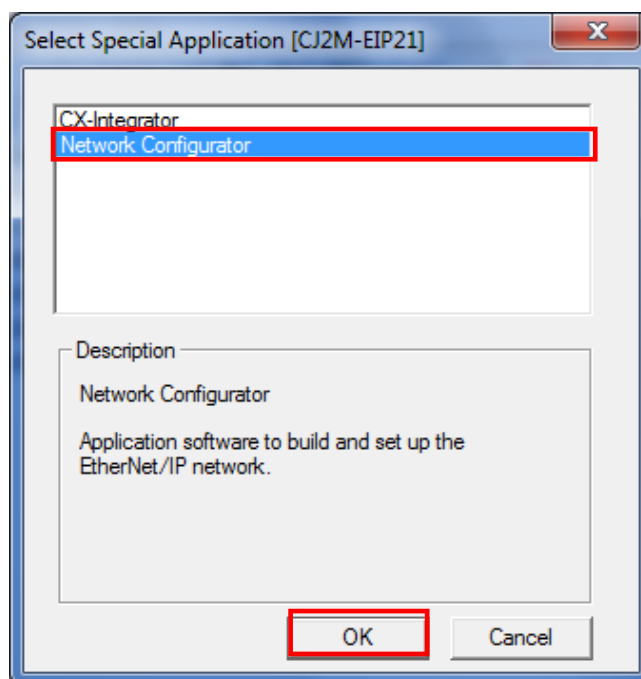 Select Special Application [CJ2M-EIP21]
CX-Integrator
Network Configurator
Description
Network Configurator
Application software to build and set up the
EtherNet/IP network.
OK
Cancel